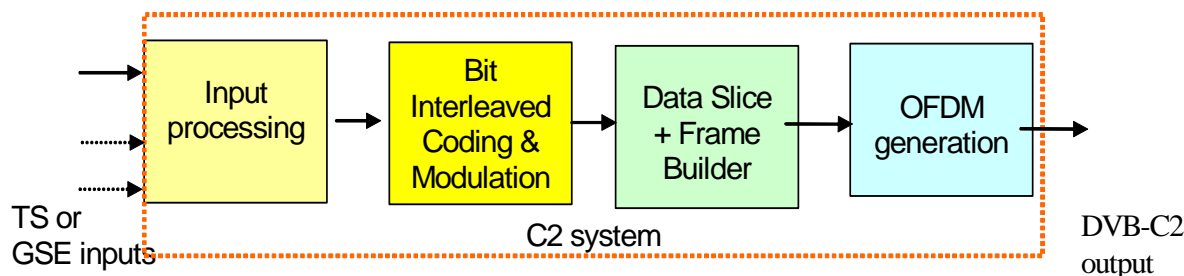 Input
processing
Bit
Interleaved
Coding &
Modulation
Data Slice
+ Frame
Builder
OFDM
generation
TS or
GSE inputs
C2 system
DVB-C2
output